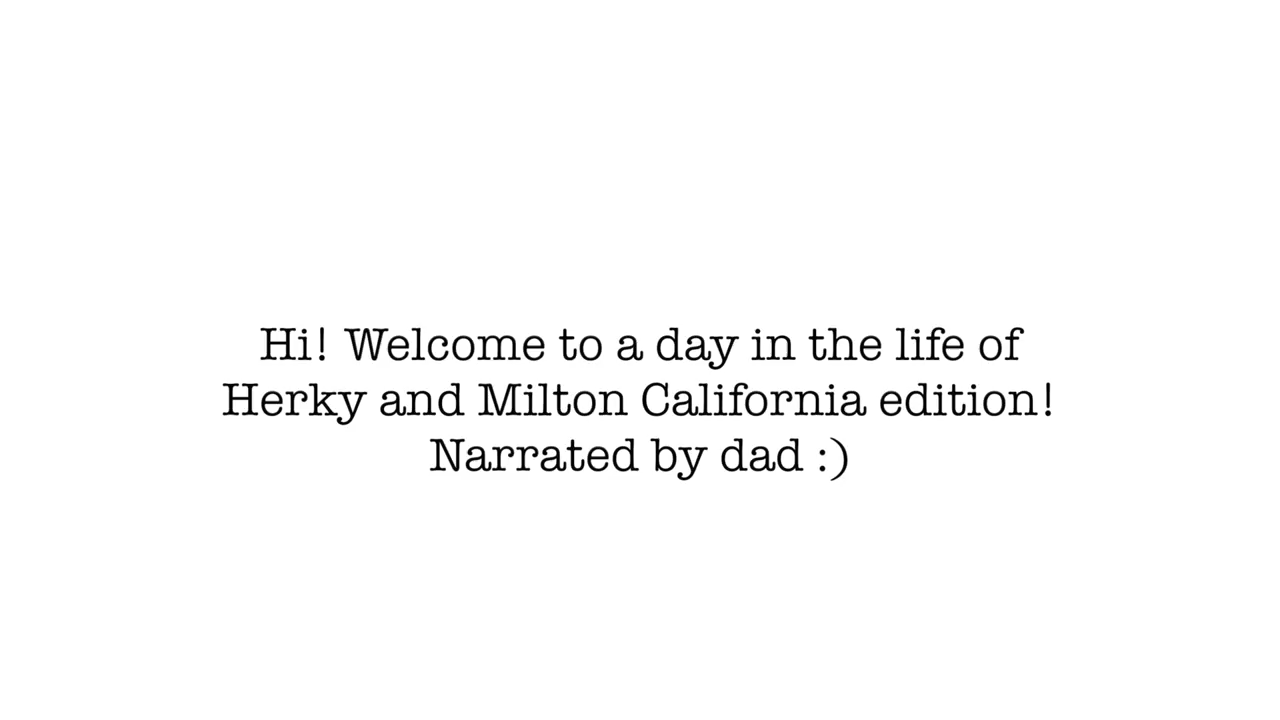 Hi! Welcome to a day in the life of
Herky and Milton California edition!
Narrated by dad :)